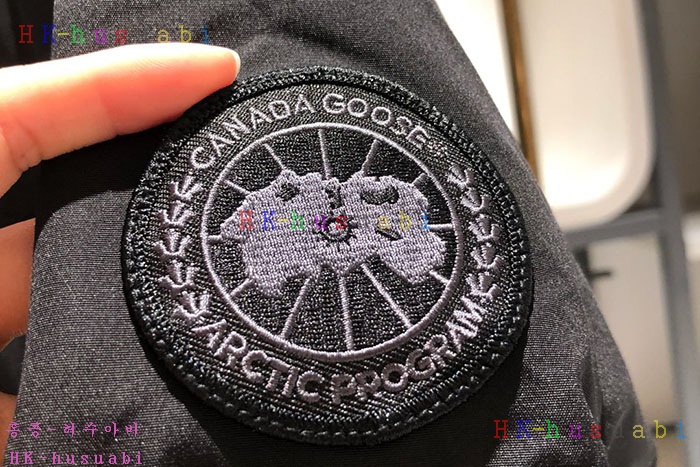 HK-husuabi
CANADA GOOSE®
HK-husuabi
ARCTIC PROGRAM
홍콩-허수아비
HK-husuabi
HK-husuabi